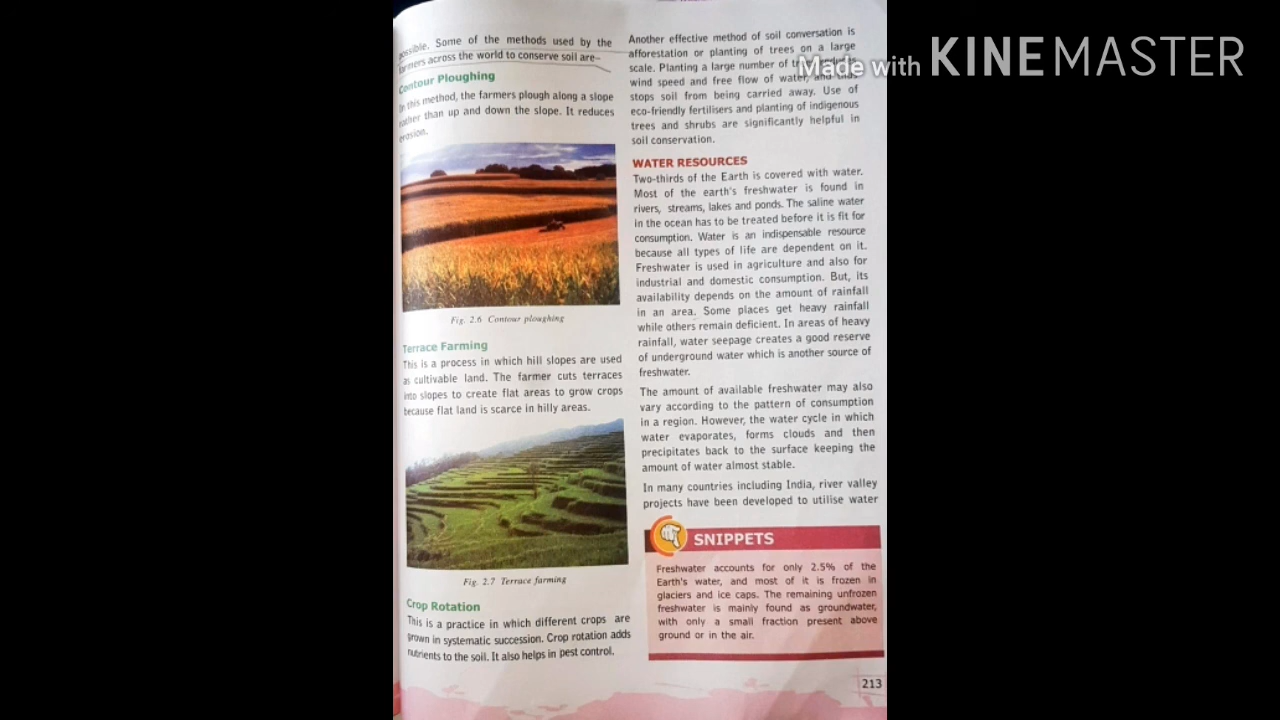 possible. Some of the methods used by the
farmers across the world to conserve soil are–
Contour Ploughing
In this method, the farmers plough along a slope
rather than up and down the slope. It reduces
erosion.
Fig. 2.6 Contour ploughing
Terrace Farming
This is a process in which hill slopes are used
as cultivable land. The farmer cuts terraces
into slopes to create flat areas to grow crops
because flat land is scarce in hilly areas.
Fig. 2.7 Terrace farming
Crop Rotation
This is a practice in which different crops are
grown in systematic succession. Crop rotation adds
nutrients to the soil. It also helps in pest control.
Another effective method of soil conversation is
afforestation or planting of trees on a large
scale. Planting a large number of
wind speed and free flow of water, and thus
stops soil from being carried away. Use of
eco-friendly fertilisers and planting of indigenous
trees and shrubs are significantly helpful in
soil conservation.
WATER RESOURCES
Two-thirds of the Earth is covered with water.
Most of the earth's freshwater is found in
rivers, streams, lakes and ponds. The saline water
in the ocean has to be treated before it is fit for
consumption. Water is an indispensable resource
because all types of life are dependent on it.
Freshwater is used in agriculture and also for
industrial and domestic consumption. But, its
availability depends on the amount of rainfall
in an area. Some places get heavy rainfall
while others remain deficient. In areas of heavy
rainfall, water seepage creates a good reserve
of underground water which is another source of
freshwater.
The amount of available freshwater may also
vary according to the pattern of consumption
in a region. However, the water cycle in which
water evaporates, forms clouds and then
precipitates back to the surface keeping the
amount of water almost stable.
In many countries including India, river valley
projects have been developed to utilise water
SNIPPETS
Freshwater accounts for only 2.5% of the
Earth's water, and most of it is frozen in
glaciers and ice caps. The remaining unfrozen
freshwater is mainly found as groundwater,
with only a small fraction present above
ground or in the air.
213
Made with KINEMASTER